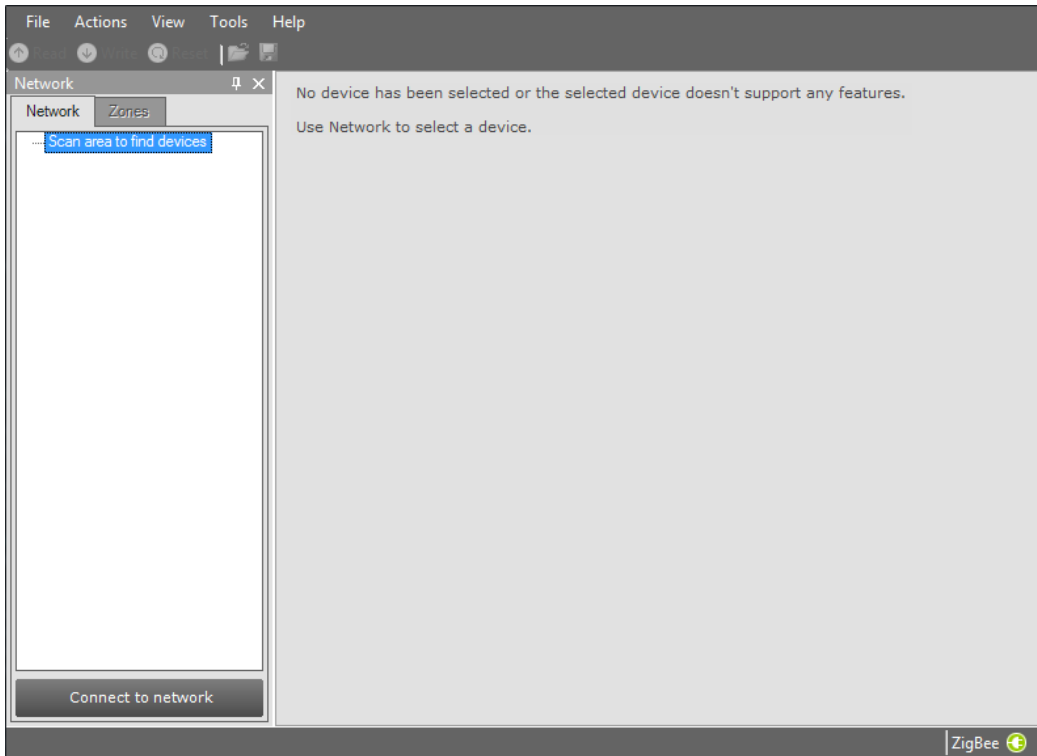 File Actions View Tools Help
Read Write Reset
Network
Network Zones
Scan area to find devices
No device has been selected or the selected device doesn't support any features.
Use Network to select a device.
Connect to network
ZigBee